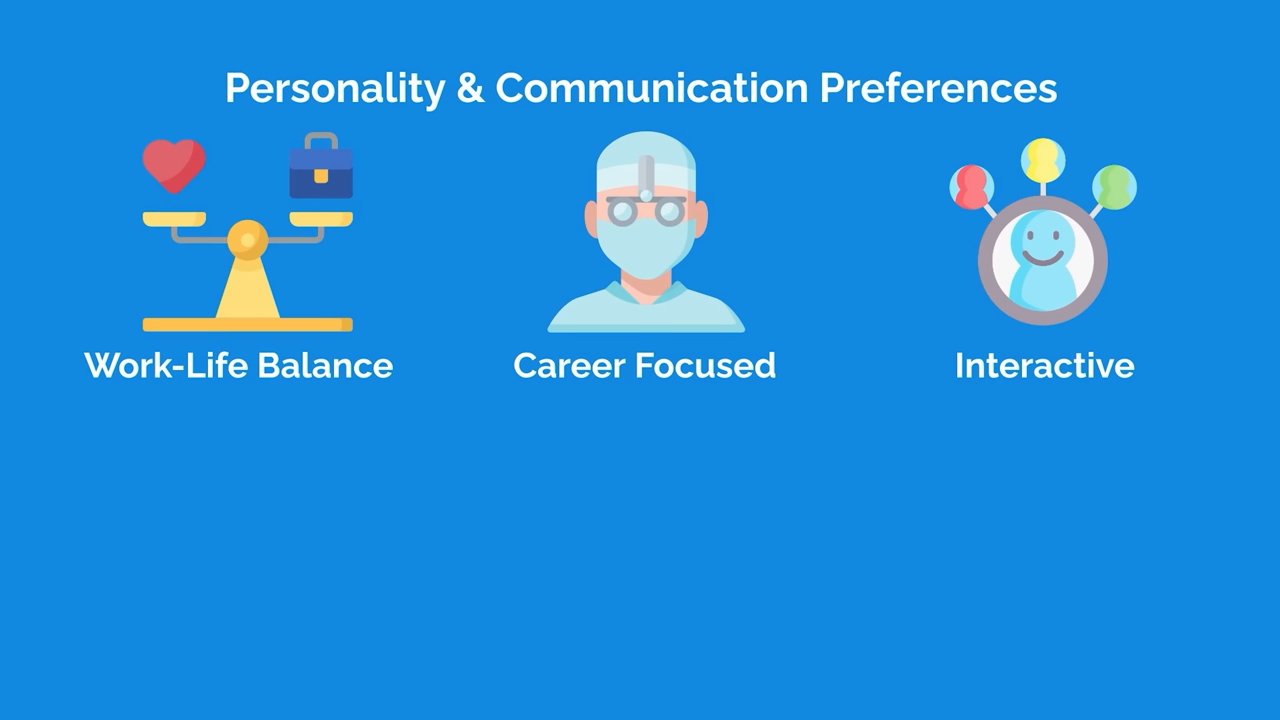 Personality & Communication Preferences
Work-Life Balance
Career Focused
Interactive